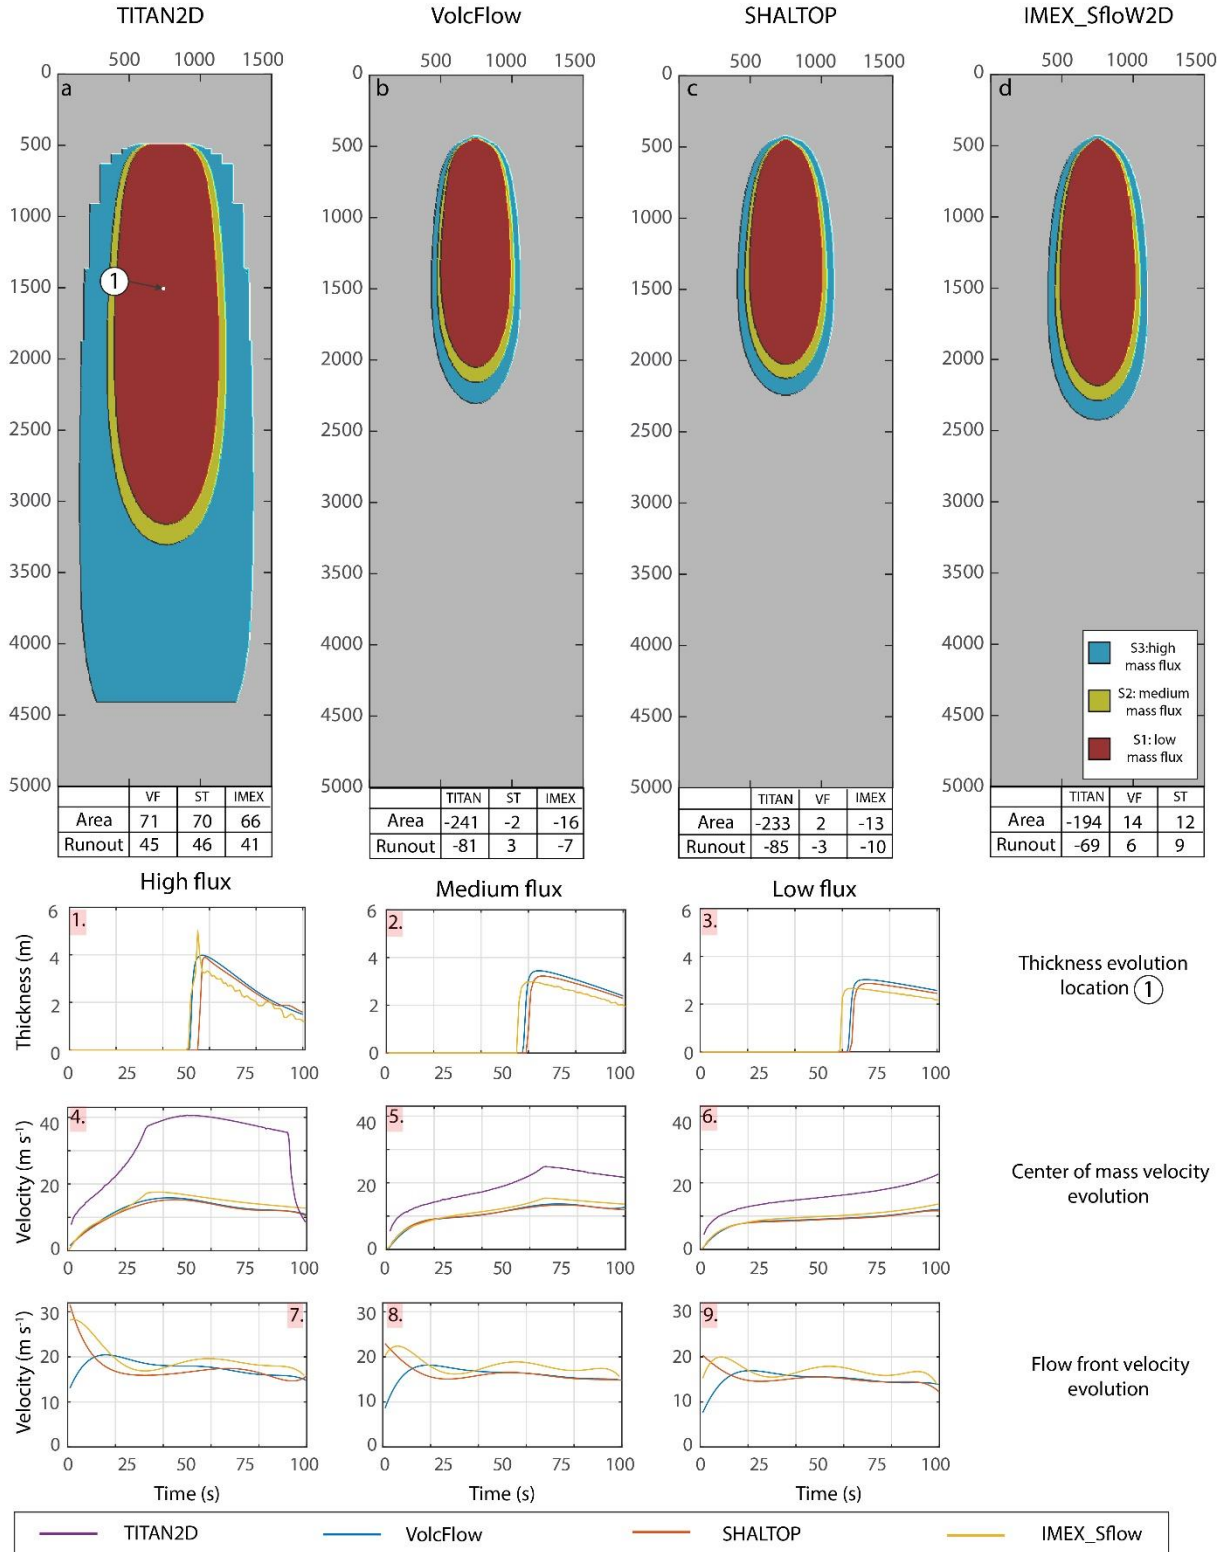 TITAN2D
VolcFlow
SHALTOP
IMEX_SfloW2D
500 1000 1500
500 1000 1500
500 1000 1500
500 1000 1500
a
b
c
d
0
500
1000
1500
2000
2500
3000
3500
4000
4500
5000
1
0
500
1000
1500
2000
2500
3000
3500
4000
4500
5000
0
500
1000
1500
2000
2500
3000
3500
4000
4500
5000
0
500
1000
1500
2000
2500
3000
3500
4000
4500
5000
S3:high
mass flux
S2: medium
mass flux
S1: low
mass flux
VF ST IMEX
Area 71 70 66
Runout 45 46 41
TITAN ST IMEX
Area -241 -2 -16
Runout -81 3 -7
TITAN VF IMEX
Area -233 2 -13
Runout -85 -3 -10
TITAN VF ST
Area -194 14 12
Runout -69 6 9
High flux
Medium flux
Low flux
Thickness (m)
6
4
2
0
1.
0 25 50 75 100
6
4
2
0
2.
0 25 50 75 100
6
4
2
0
3.
0 25 50 75 100
Thickness evolution
location 1
Velocity (m s⁻¹)
40
20
0
4.
0 25 50 75 100
40
20
0
5.
0 25 50 75 100
40
20
0
6.
0 25 50 75 100
Center of mass velocity
evolution
Velocity (m s⁻¹)
30
20
10
0
7.
0 25 50 75 100
Time (s)
30
20
10
0
8.
0 25 50 75 100
Time (s)
30
20
10
0
9.
0 25 50 75 100
Time (s)
Flow front velocity
evolution
TITAN2D
VolcFlow
SHALTOP
IMEX_Sflow